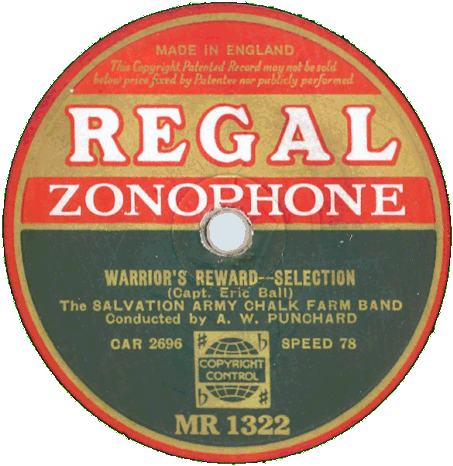 MADE IN ENGLAND
This Copyright Patented Record may not be sold
below price fixed by Patentee nor publicly performed
REGAL
ZONOPHONE
WARRIOR'S REWARD--SELECTION
(Capt. Eric Ball)
The SALVATION ARMY CHALK FARM BAND
Conducted by A. W. PUNCHARD
CAR 2696 SPEED 78
COPYRIGHT
CONTROL
MR 1322